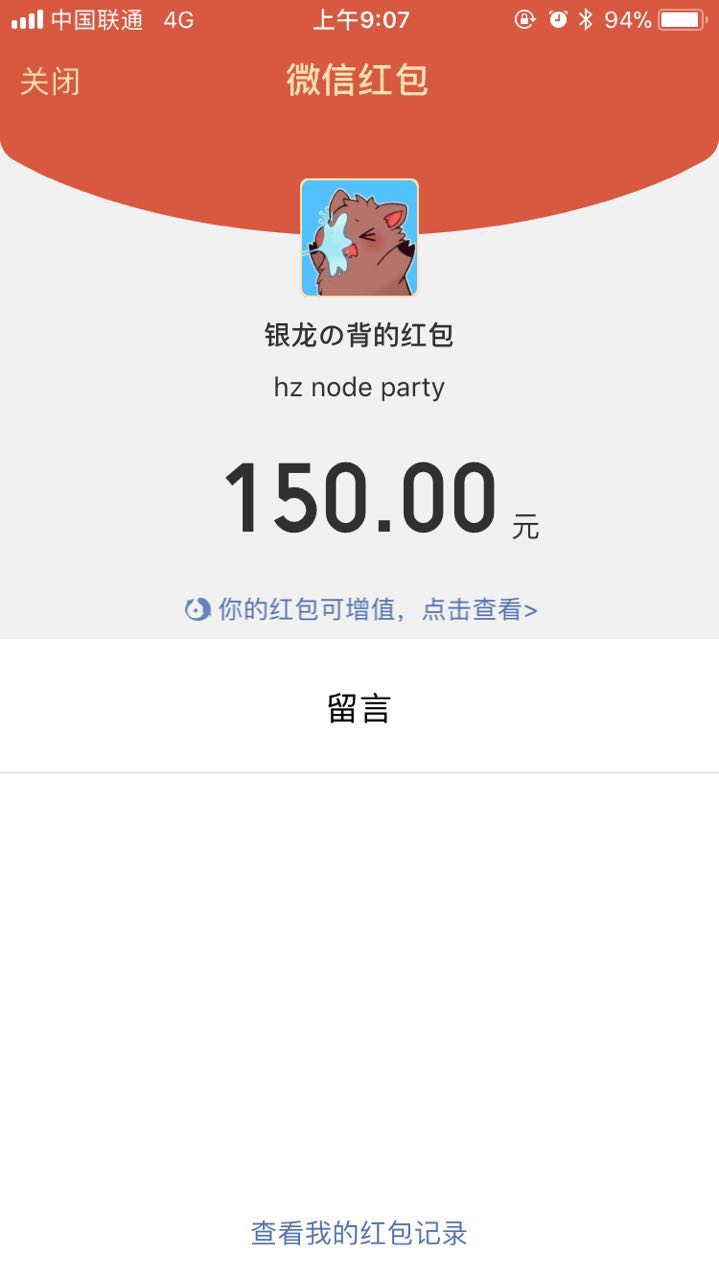 中国联通 4G 上午9:07 94%
关闭 微信红包
银龙の背的红包
hz node party
150.00 元
你的红包可增值，点击查看>
留言
查看我的红包记录